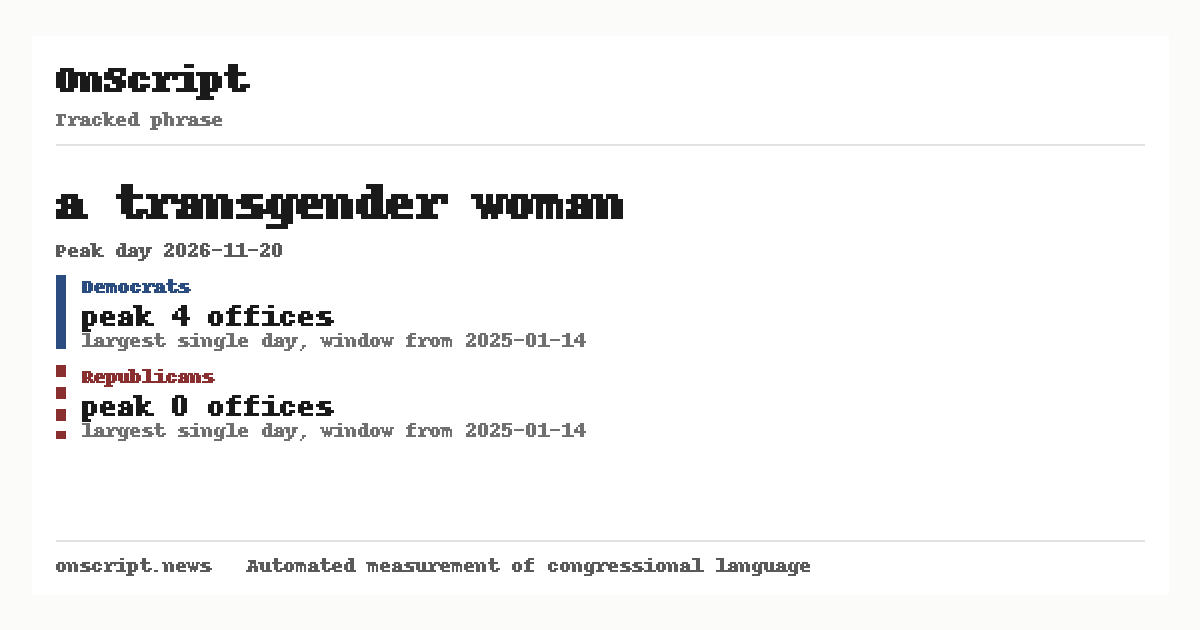 OnScript
Tracked phrase
a transgender woman
Peak day 2026-11-20
Democrats
peak 4 offices
largest single day, window from 2025-01-14
Republicans
peak 0 offices
largest single day, window from 2025-01-14
onscript.news Automated measurement of congressional language